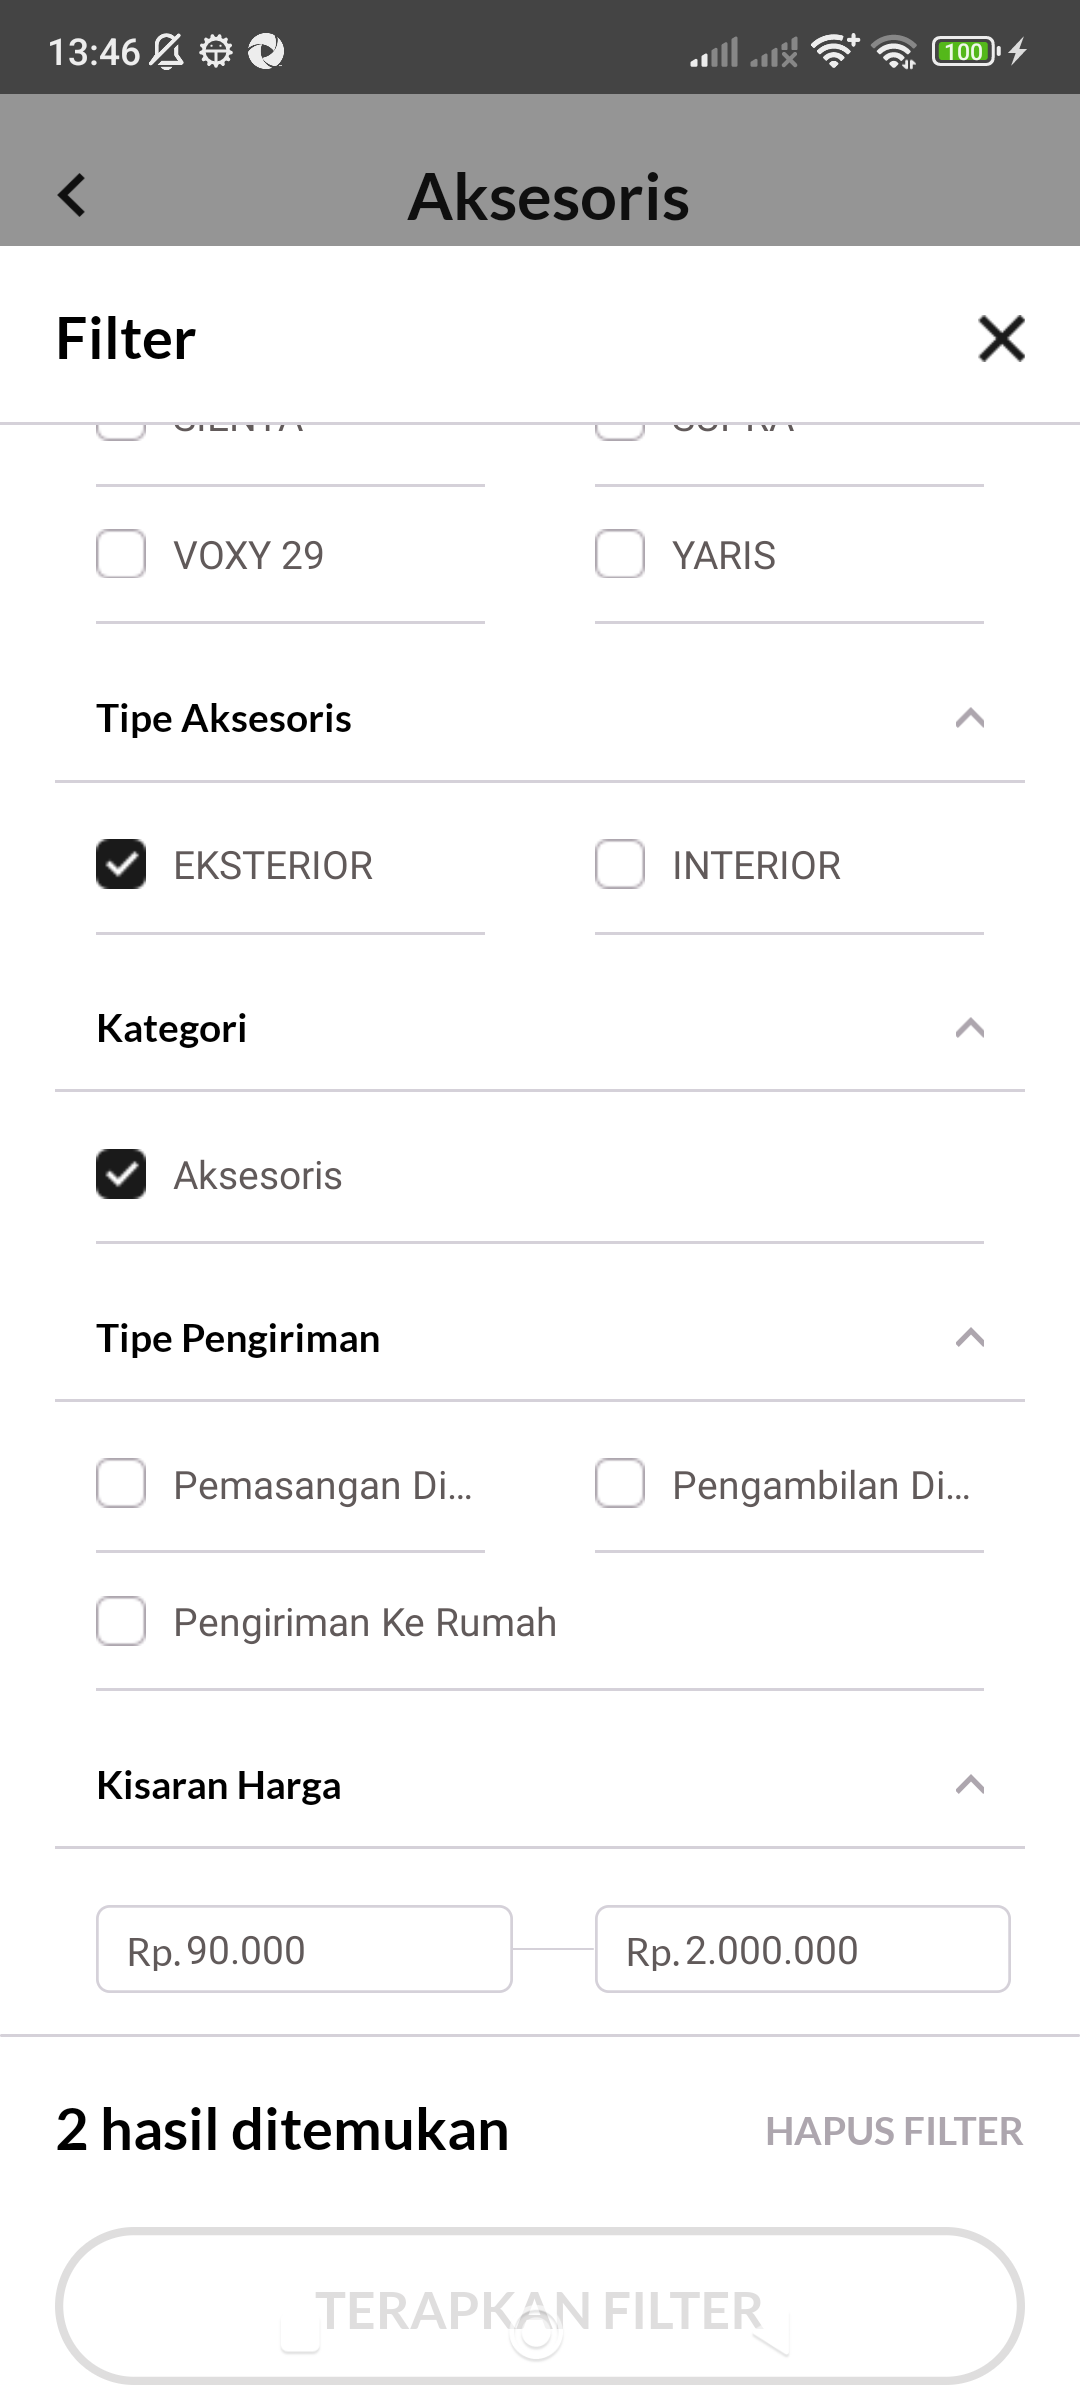 13:46
100
Aksesoris
Filter
SIENTA
SUPRA
VOXY 29
YARIS
Tipe Aksesoris
EKSTERIOR
INTERIOR
Kategori
Aksesoris
Tipe Pengiriman
Pemasangan Di...
Pengambilan Di...
Pengiriman Ke Rumah
Kisaran Harga
Rp. 90.000
Rp. 2.000.000
2 hasil ditemukan
HAPUS FILTER
TERAPKAN FILTER